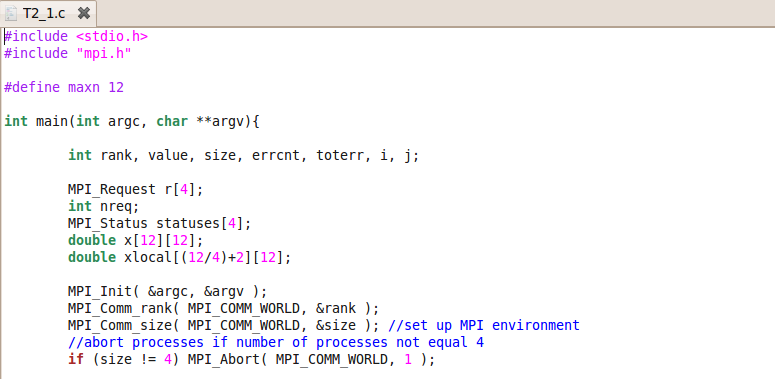 T2_1.c
#include <stdio.h>
#include "mpi.h"
#define maxn 12
int main(int argc, char **argv){
int rank, value, size, errcnt, toterr, i, j;
MPI_Request r[4];
int nreq;
MPI_Status statuses[4];
double x[12][12];
double xlocal[(12/4)+2][12];
MPI_Init( &argc, &argv );
MPI_Comm_rank( MPI_COMM_WORLD, &rank );
MPI_Comm_size( MPI_COMM_WORLD, &size ); //set up MPI environment
//abort processes if number of processes not equal 4
if (size != 4) MPI_Abort( MPI_COMM_WORLD, 1 );